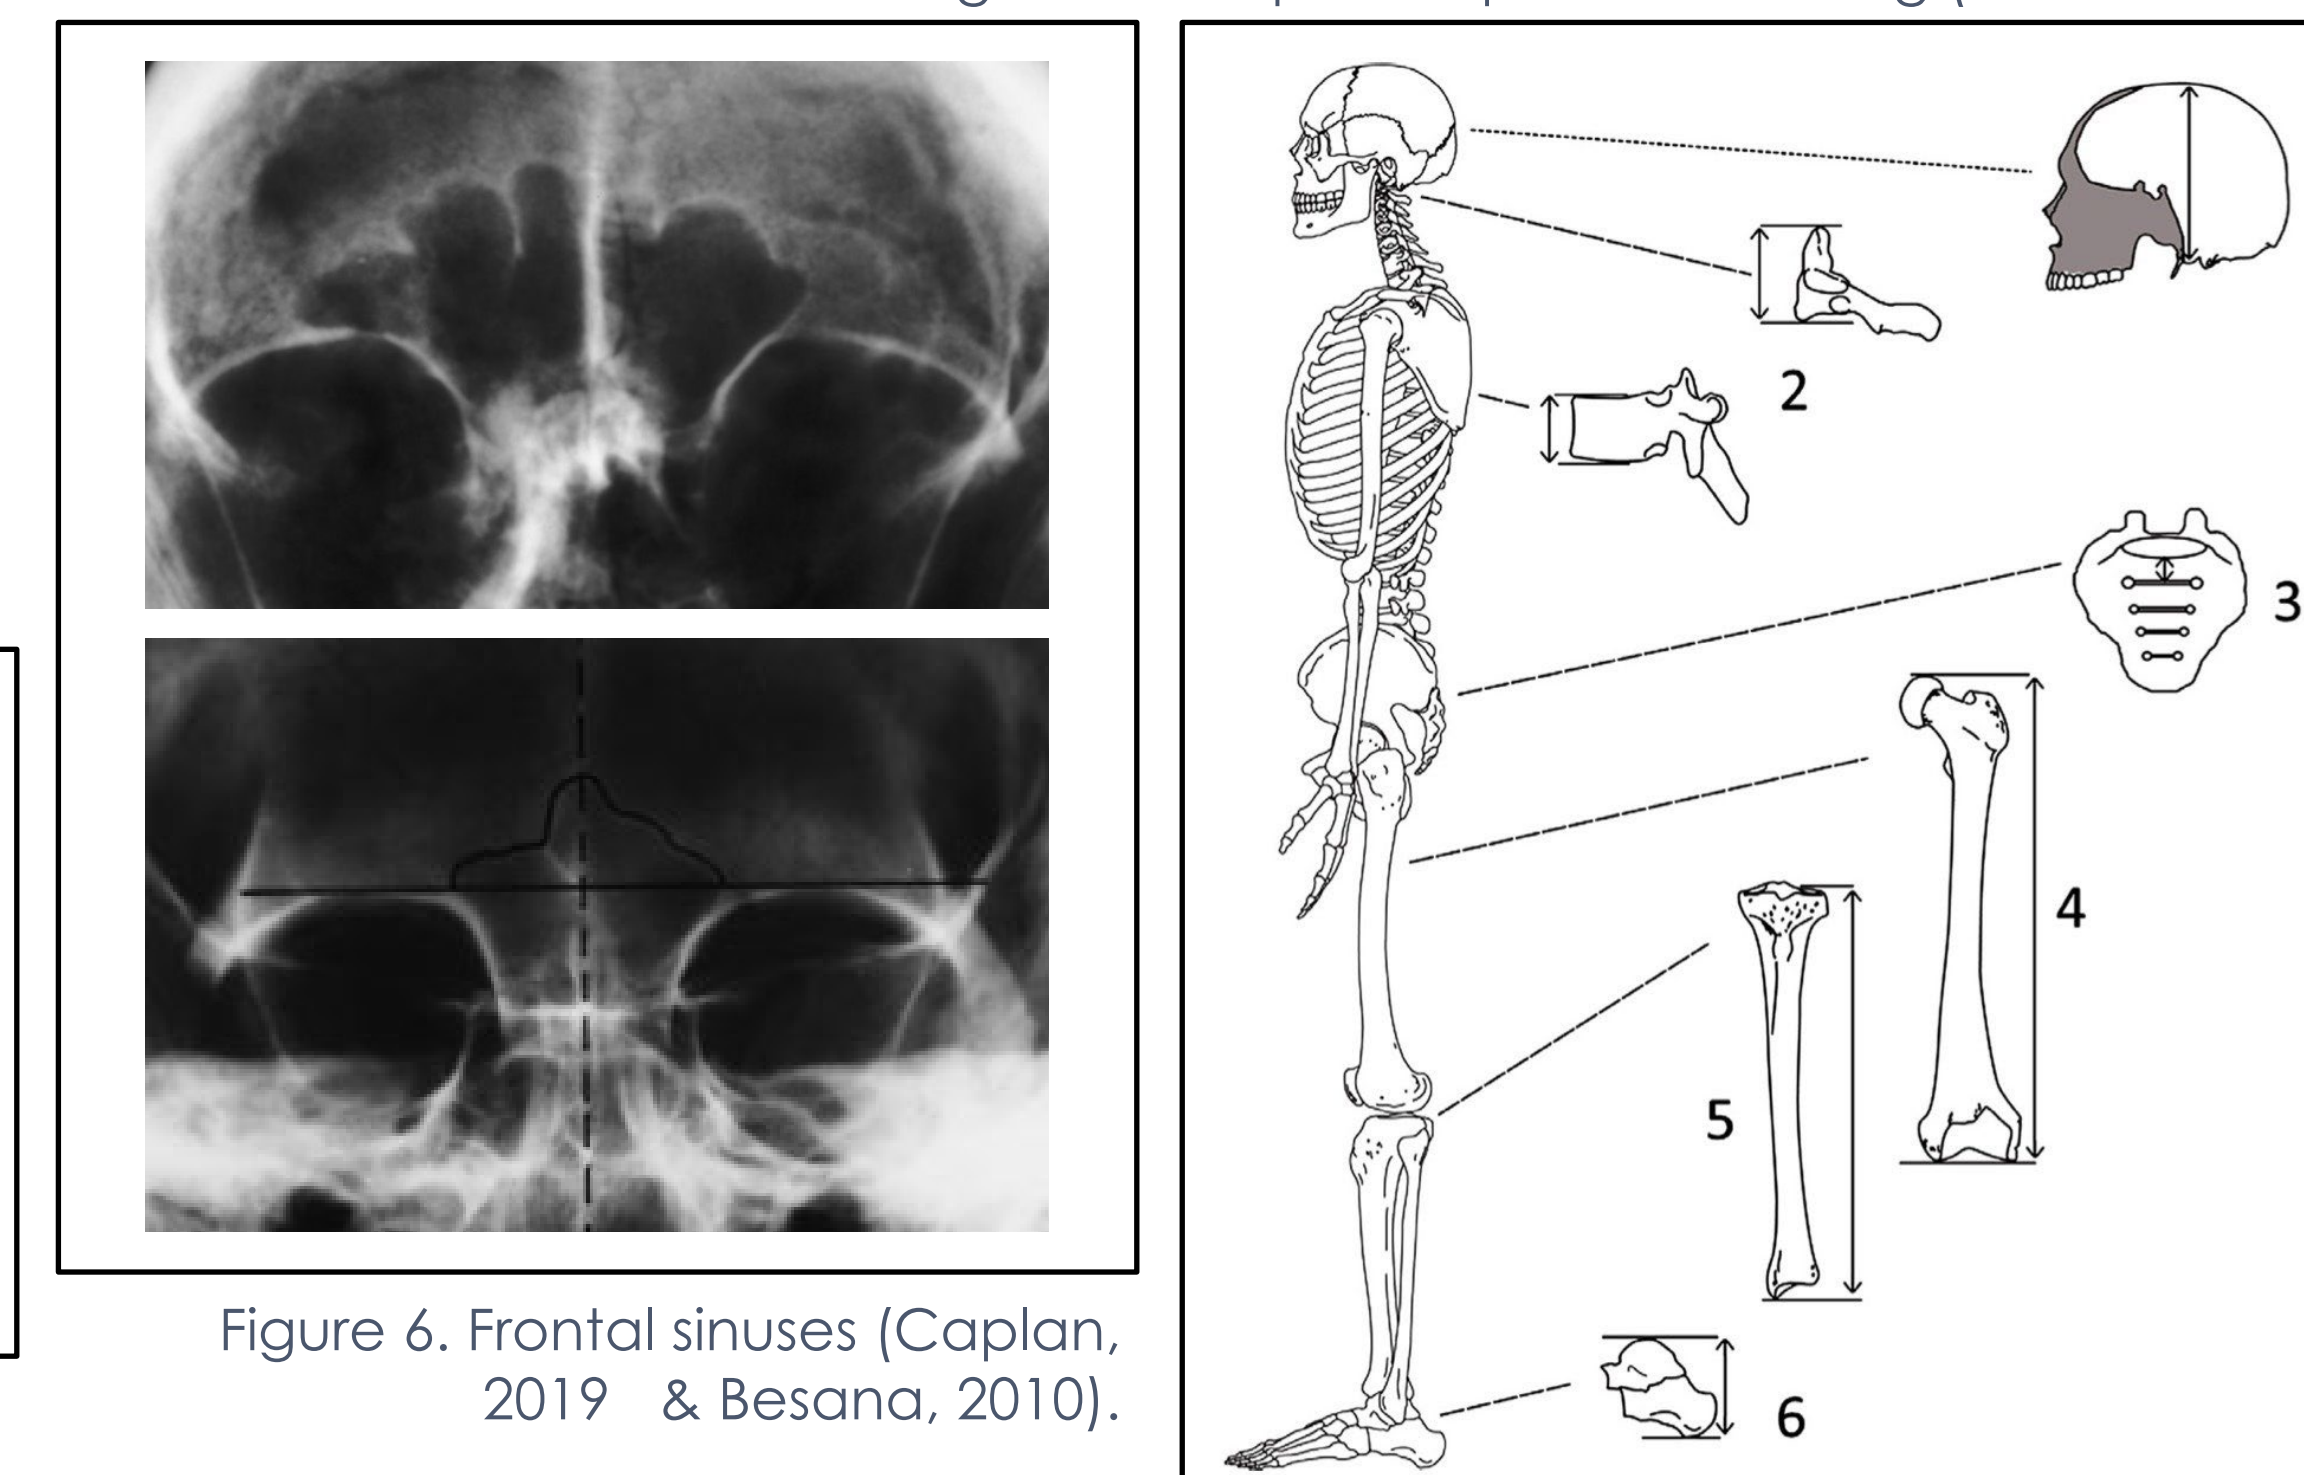 Figure 6. Frontal sinuses (Caplan,
2019 & Besana, 2010).
2
3
4
5
6